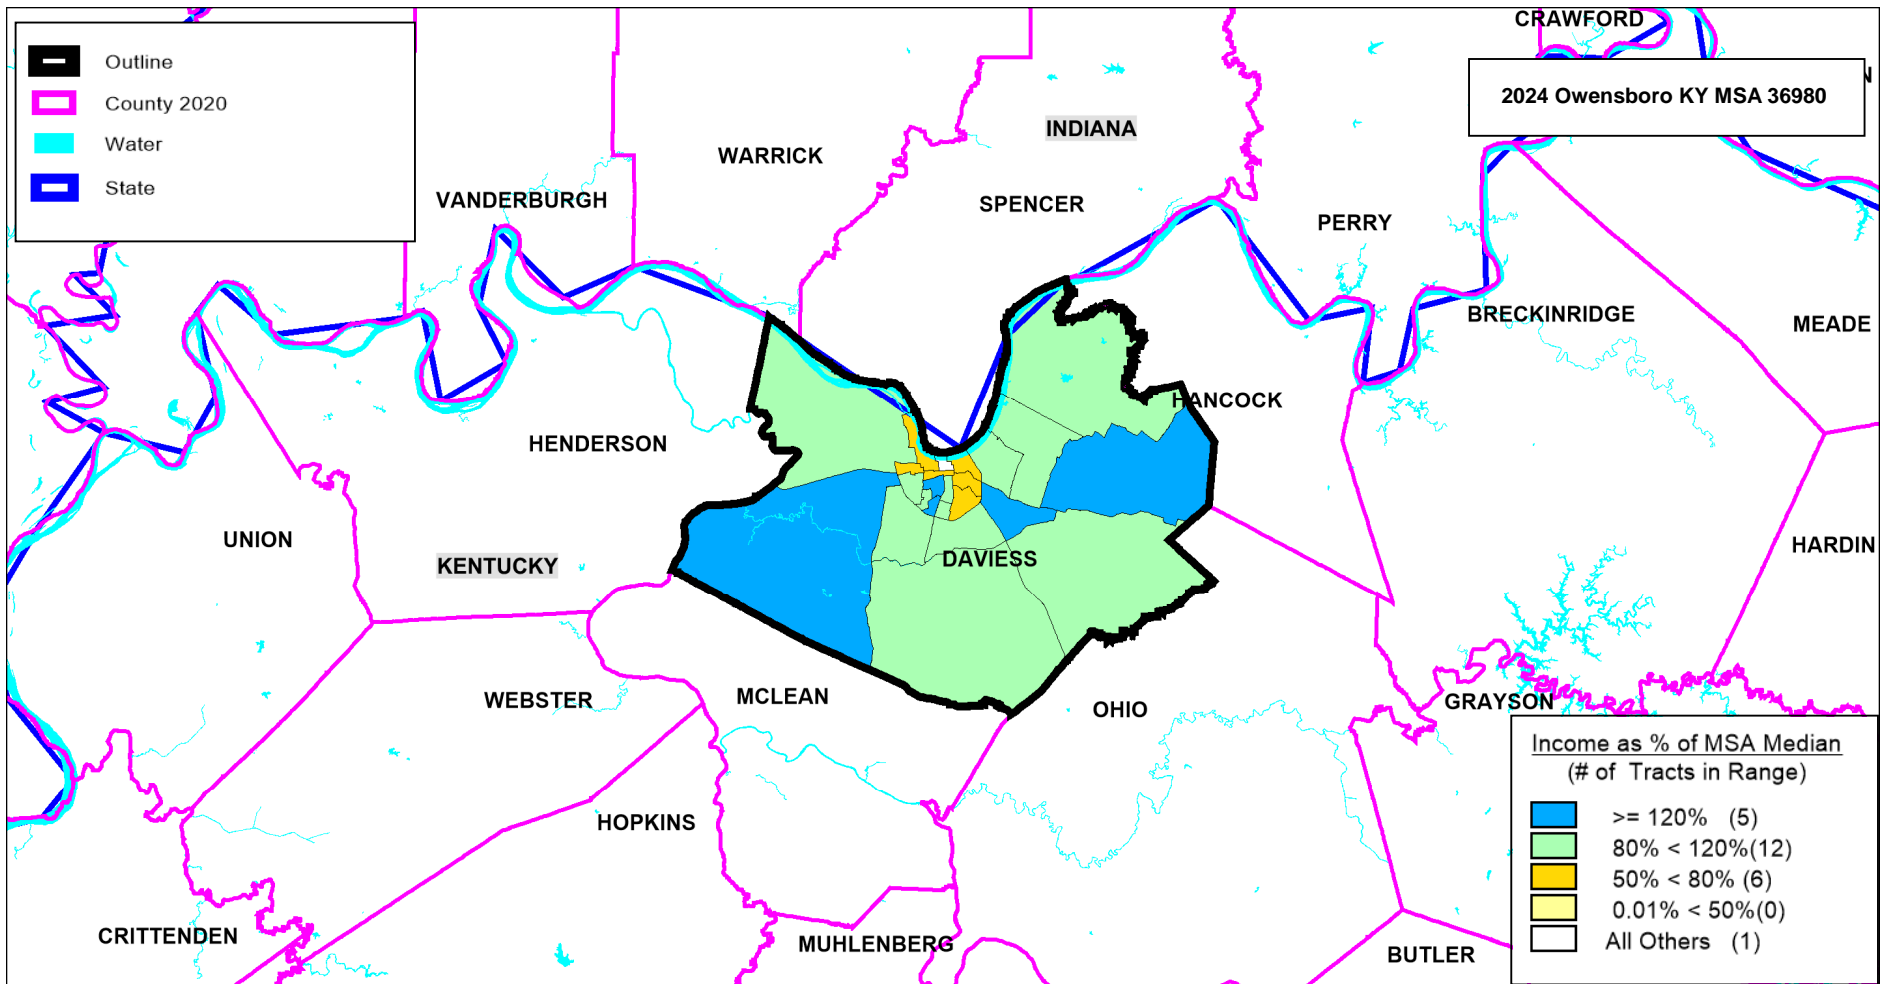 Outline
County 2020
Water
State
CRAWFORD
N
2024 Owensboro KY MSA 36980
INDIANA
WARRICK
VANDERBURGH
SPENCER
PERRY
BRECKINRIDGE
MEADE
HANCOCK
HENDERSON
UNION
KENTUCKY
DAVIESS
HARDIN
WEBSTER
MCLEAN
OHIO
GRAYSON
HOPKINS
CRITTENDEN
MUHLENBERG
BUTLER
Income as % of MSA Median
(# of Tracts in Range)
>= 120% (5)
80% < 120%(12)
50% < 80% (6)
0.01% < 50%(0)
All Others (1)